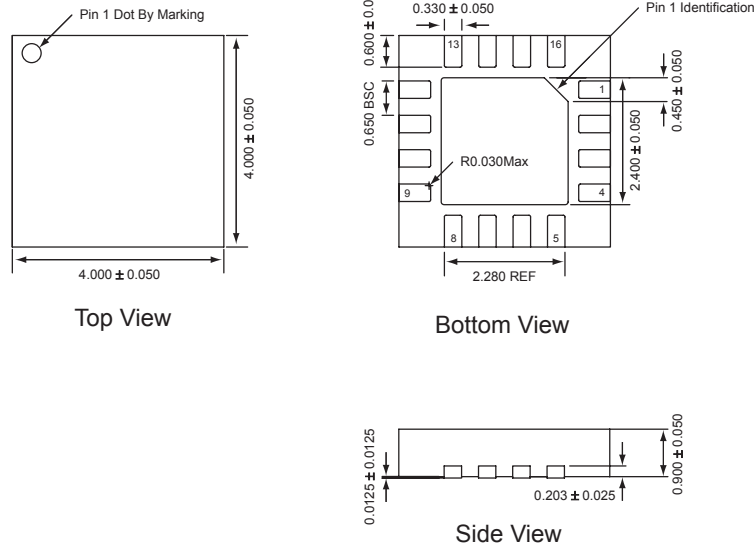 Pin 1 Dot By Marking
4.000 ± 0.050
4.000 ± 0.050
Top View
0.330 ± 0.050
Pin 1 Identification
0.600 ± 0.0
13
16
0.650 BSC
1
0.450 ± 0.050
R0.030Max
2.400 ± 0.050
9
4
8
5
2.280 REF
Bottom View
0.0125 ± 0.0125
0.203 ± 0.025
0.900 ± 0.050
Side View